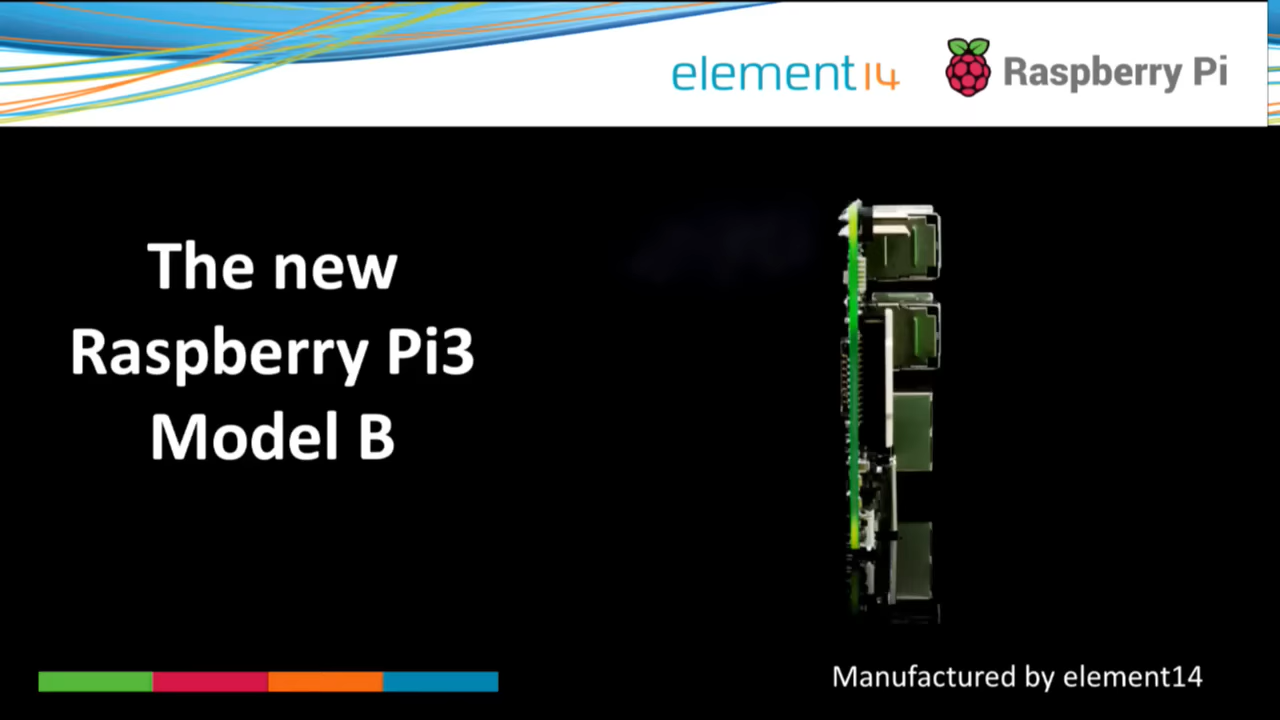 element14
Raspberry Pi
The new
Raspberry Pi3
Model B
Manufactured by element14